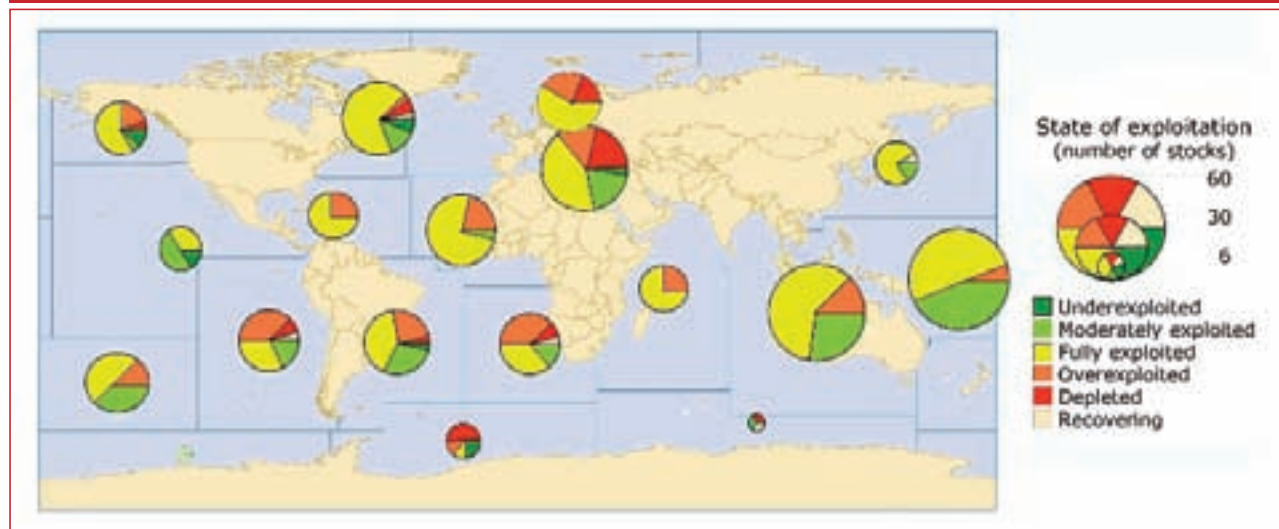 State of exploitation
(number of stocks)
60
30
6
Underexploited
Moderately exploited
Fully exploited
Overexploited
Depleted
Recovering